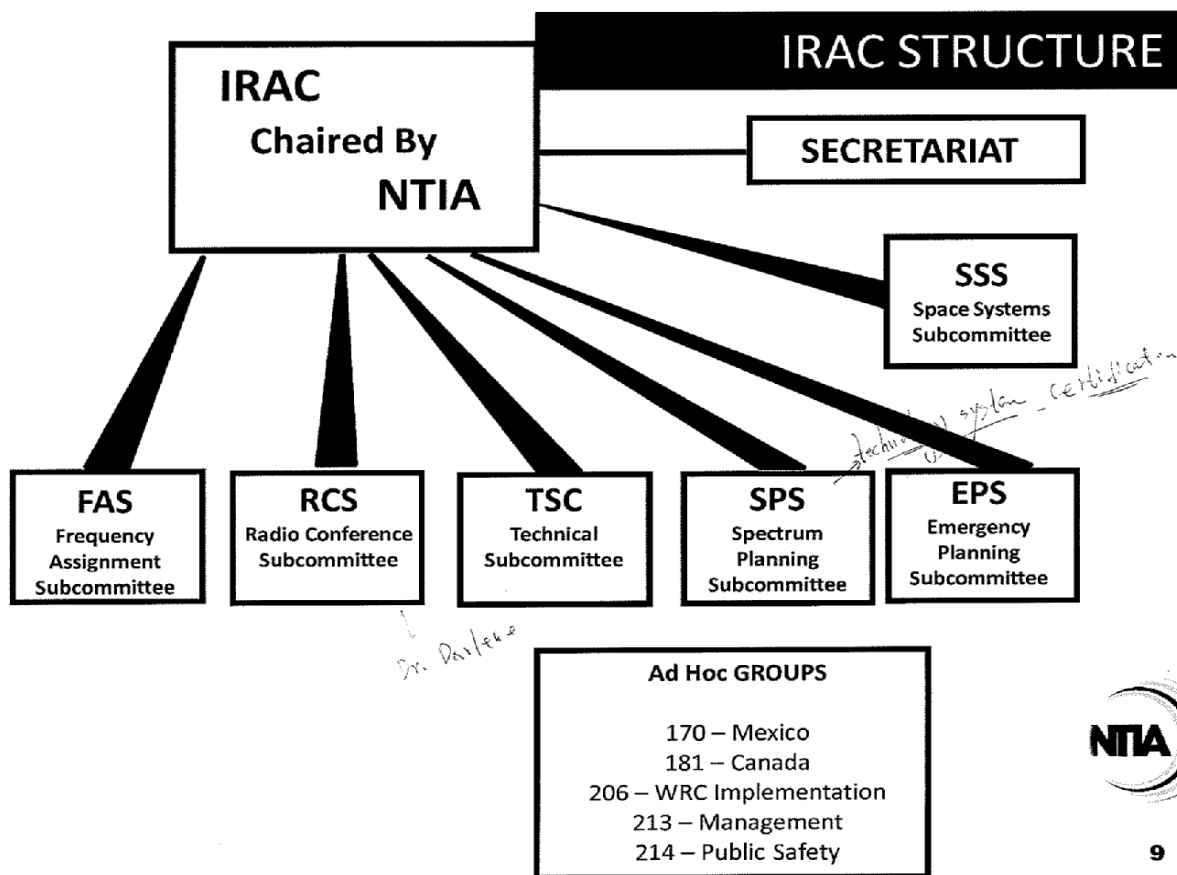 IRAC STRUCTURE
IRAC
Chaired By
NTIA
SECRETARIAT
SSS
Space Systems
Subcommittee
system certification
FAS
Frequency
Assignment
Subcommittee
RCS
Radio Conference
Subcommittee
TSC
Technical
Subcommittee
SPS
Spectrum
Planning
Subcommittee
EPS
Emergency
Planning
Subcommittee
Dr. Darlene
Ad Hoc GROUPS
170 – Mexico
181 – Canada
206 – WRC Implementation
213 – Management
214 – Public Safety
NTIA
9